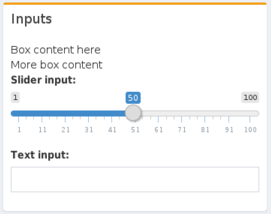 Inputs
Box content here
More box content
Slider input:
1 50 100
1 11 21 31 41 51 61 71 81 91 100
Text input: